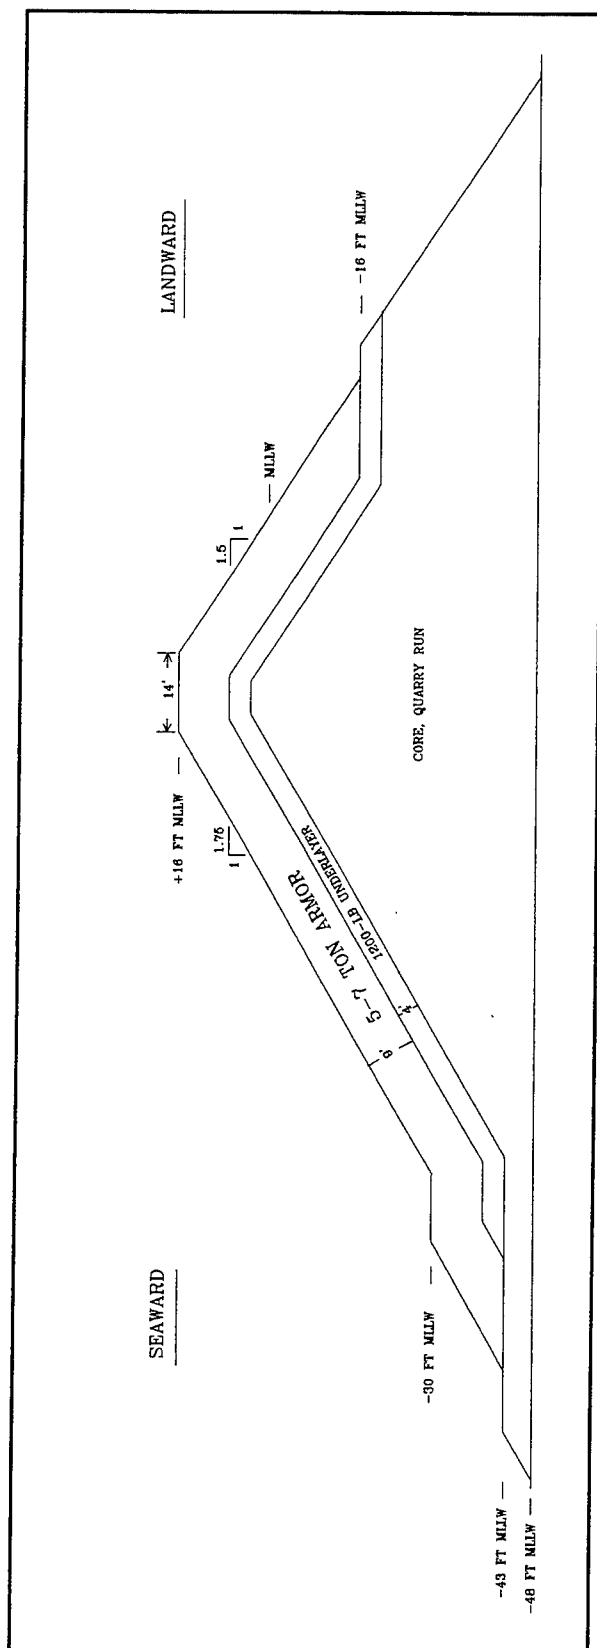 SEAWARD
LANDWARD
+16 FT MLLW
14'
1.75
1
1.5
1
MLLW
-16 FT MLLW
5-7 TON ARMOR
1200-LB UNDERLAYER
9'
4'
CORE, QUARRY RUN
-30 FT MLLW
-43 FT MLLW
-48 FT MLLW